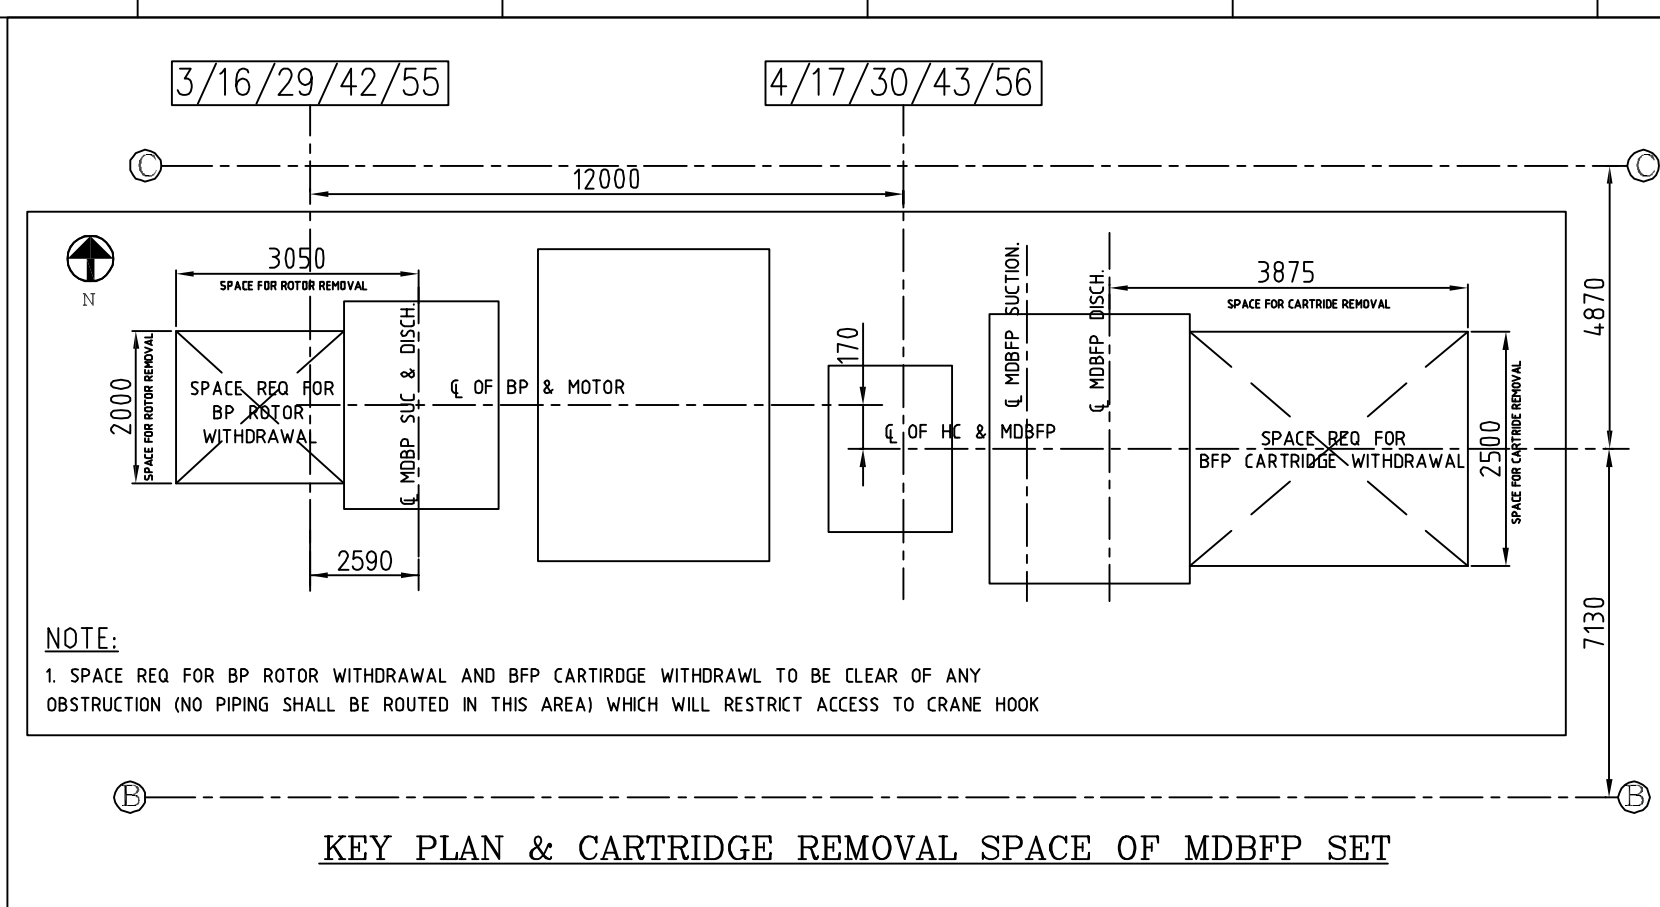 3/16/29/42/55
4/17/30/43/56
C
C
12000
N
3050
SPACE FOR ROTOR REMOVAL
2000
SPACE FOR ROTOR REMOVAL
SPACE REQ FOR
BP ROTOR
WITHDRAWAL
℄ MDBP SUC & DISCH.
℄ OF BP & MOTOR
2590
170
℄ OF HC & MDBFP
℄ MDBFP SUCTION.
℄ MDBFP DISCH.
3875
SPACE FOR CARTRIDE REMOVAL
SPACE REQ FOR
BFP CARTRIDGE WITHDRAWAL
2500
SPACE FOR CARTRIDE REMOVAL
4870
7130
NOTE:
1. SPACE REQ FOR BP ROTOR WITHDRAWAL AND BFP CARTIRDGE WITHDRAWL TO BE CLEAR OF ANY
OBSTRUCTION (NO PIPING SHALL BE ROUTED IN THIS AREA) WHICH WILL RESTRICT ACCESS TO CRANE HOOK
B
B
KEY PLAN & CARTRIDGE REMOVAL SPACE OF MDBFP SET